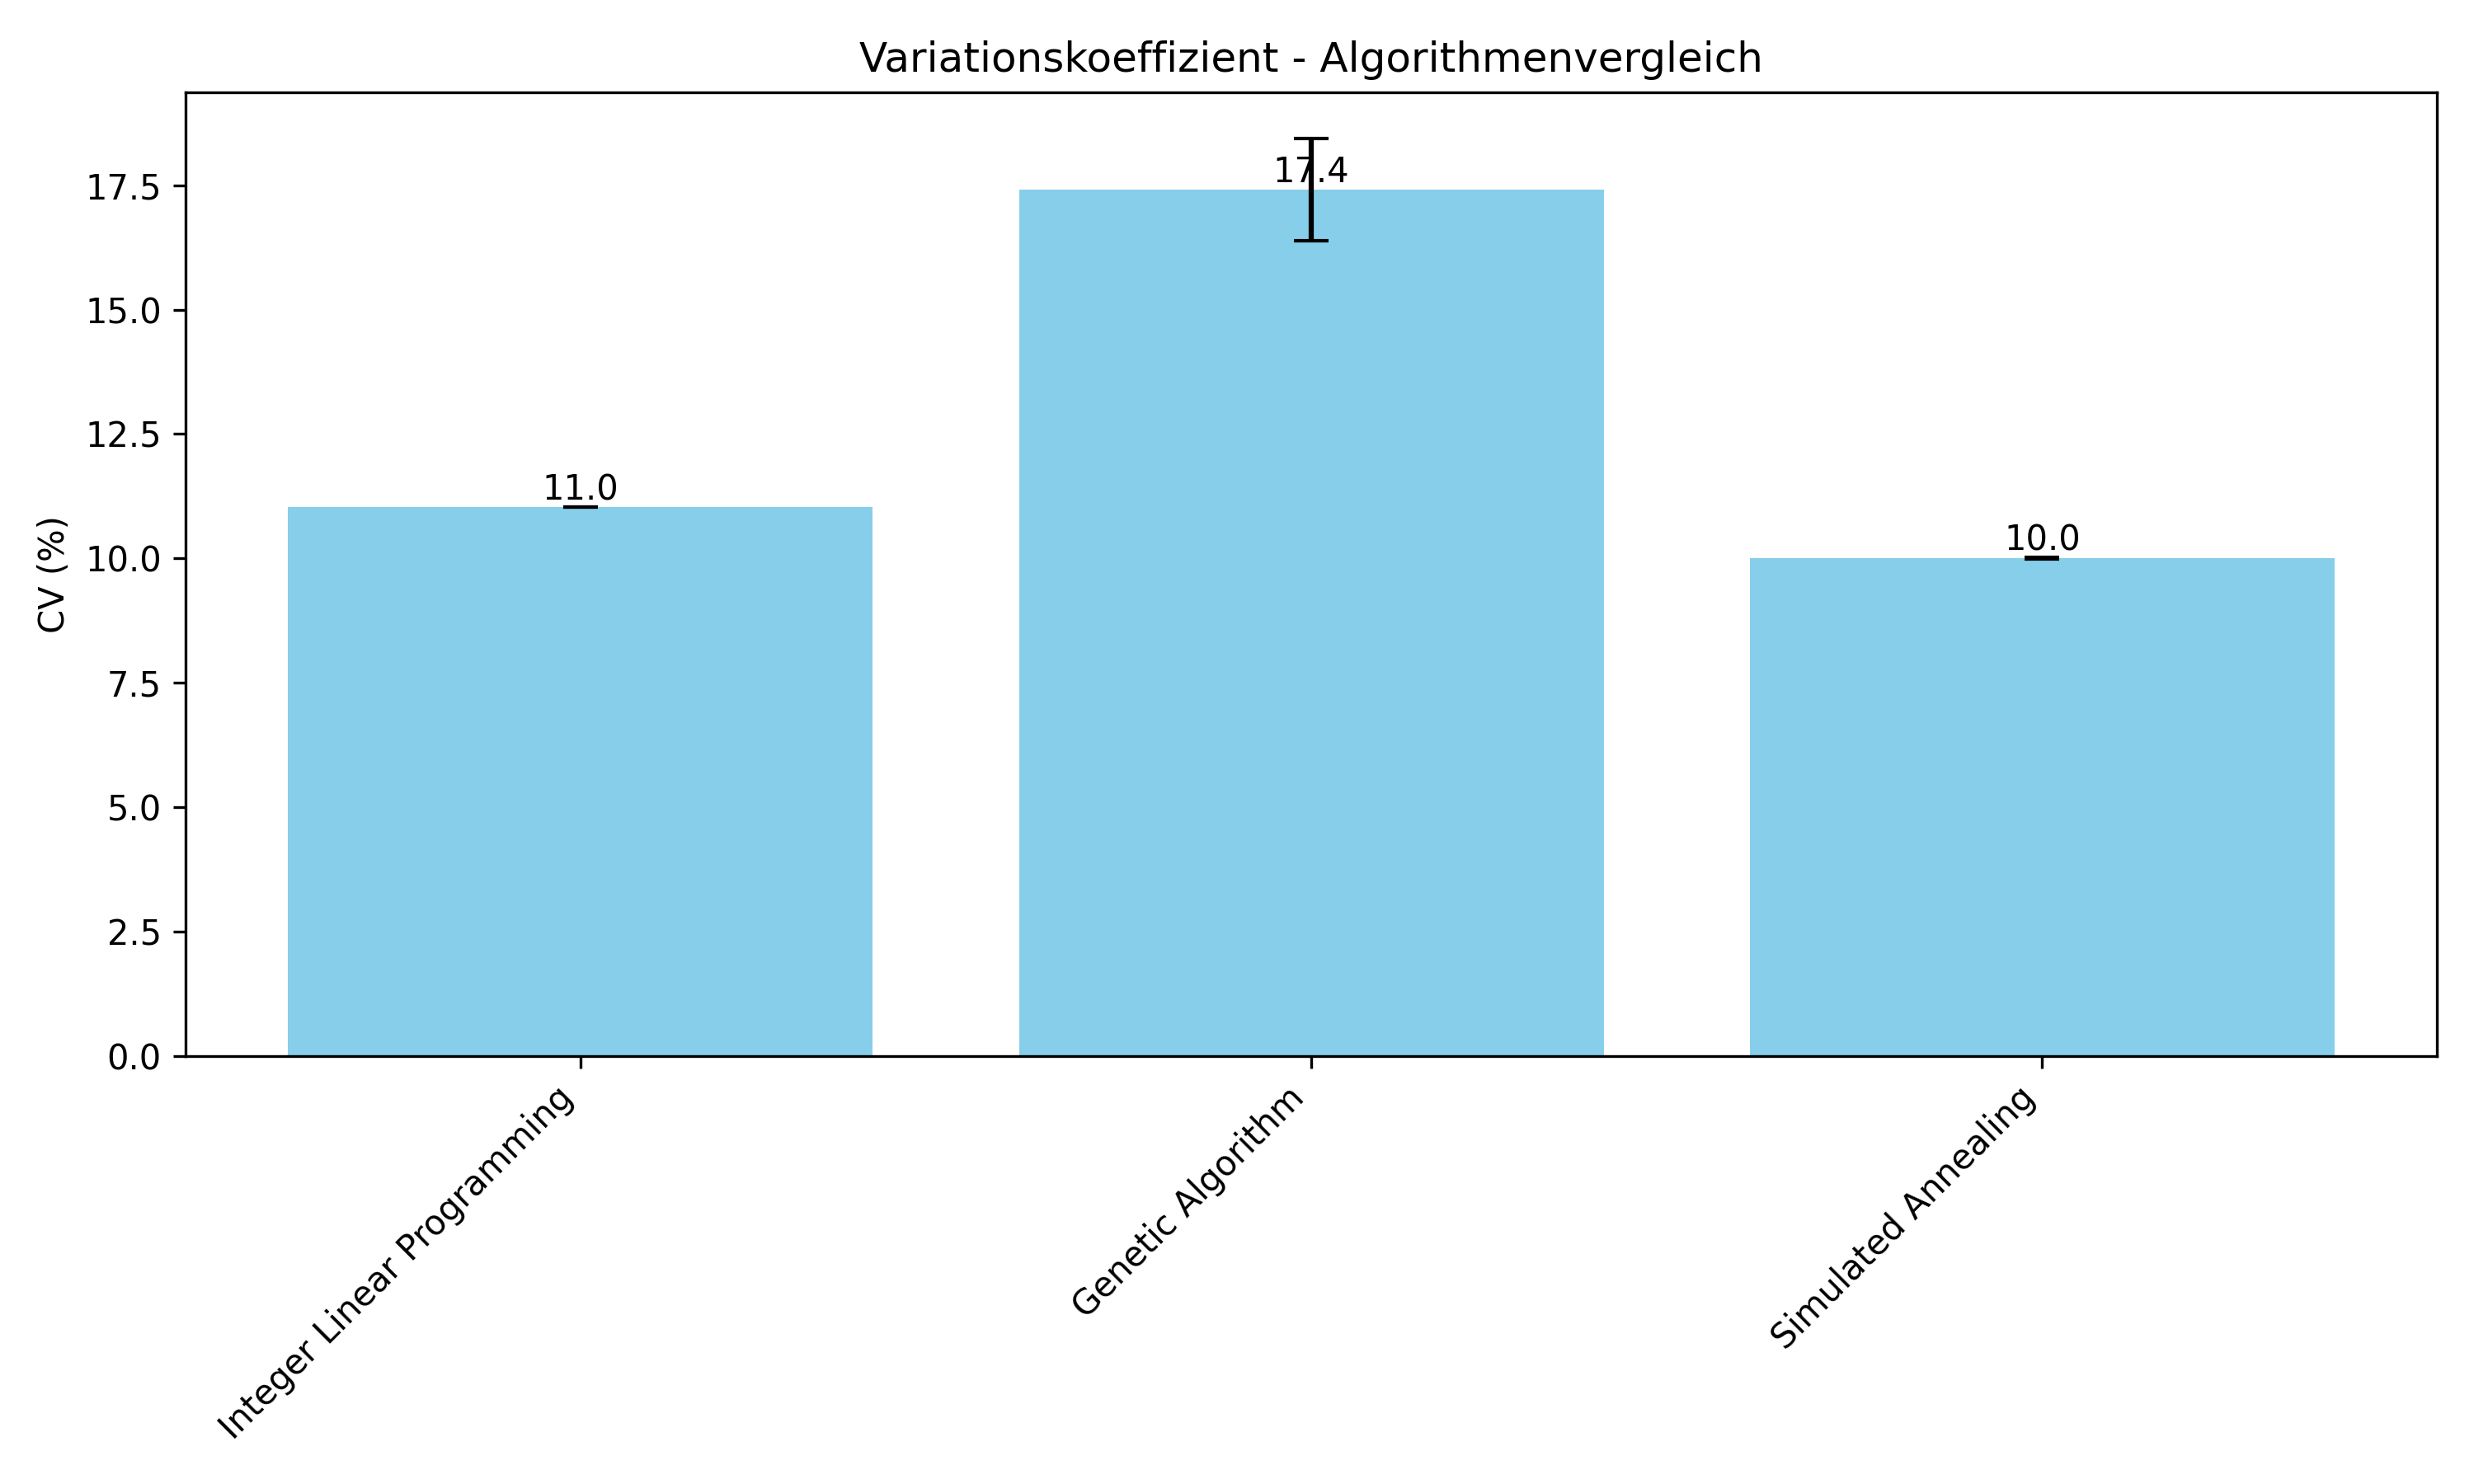 Variationskoeffizient - Algorithmenvergleich
CV (%)
17.5
15.0
12.5
10.0
7.5
5.0
2.5
0.0
11.0
17.4
10.0
Integer Linear Programming
Genetic Algorithm
Simulated Annealing